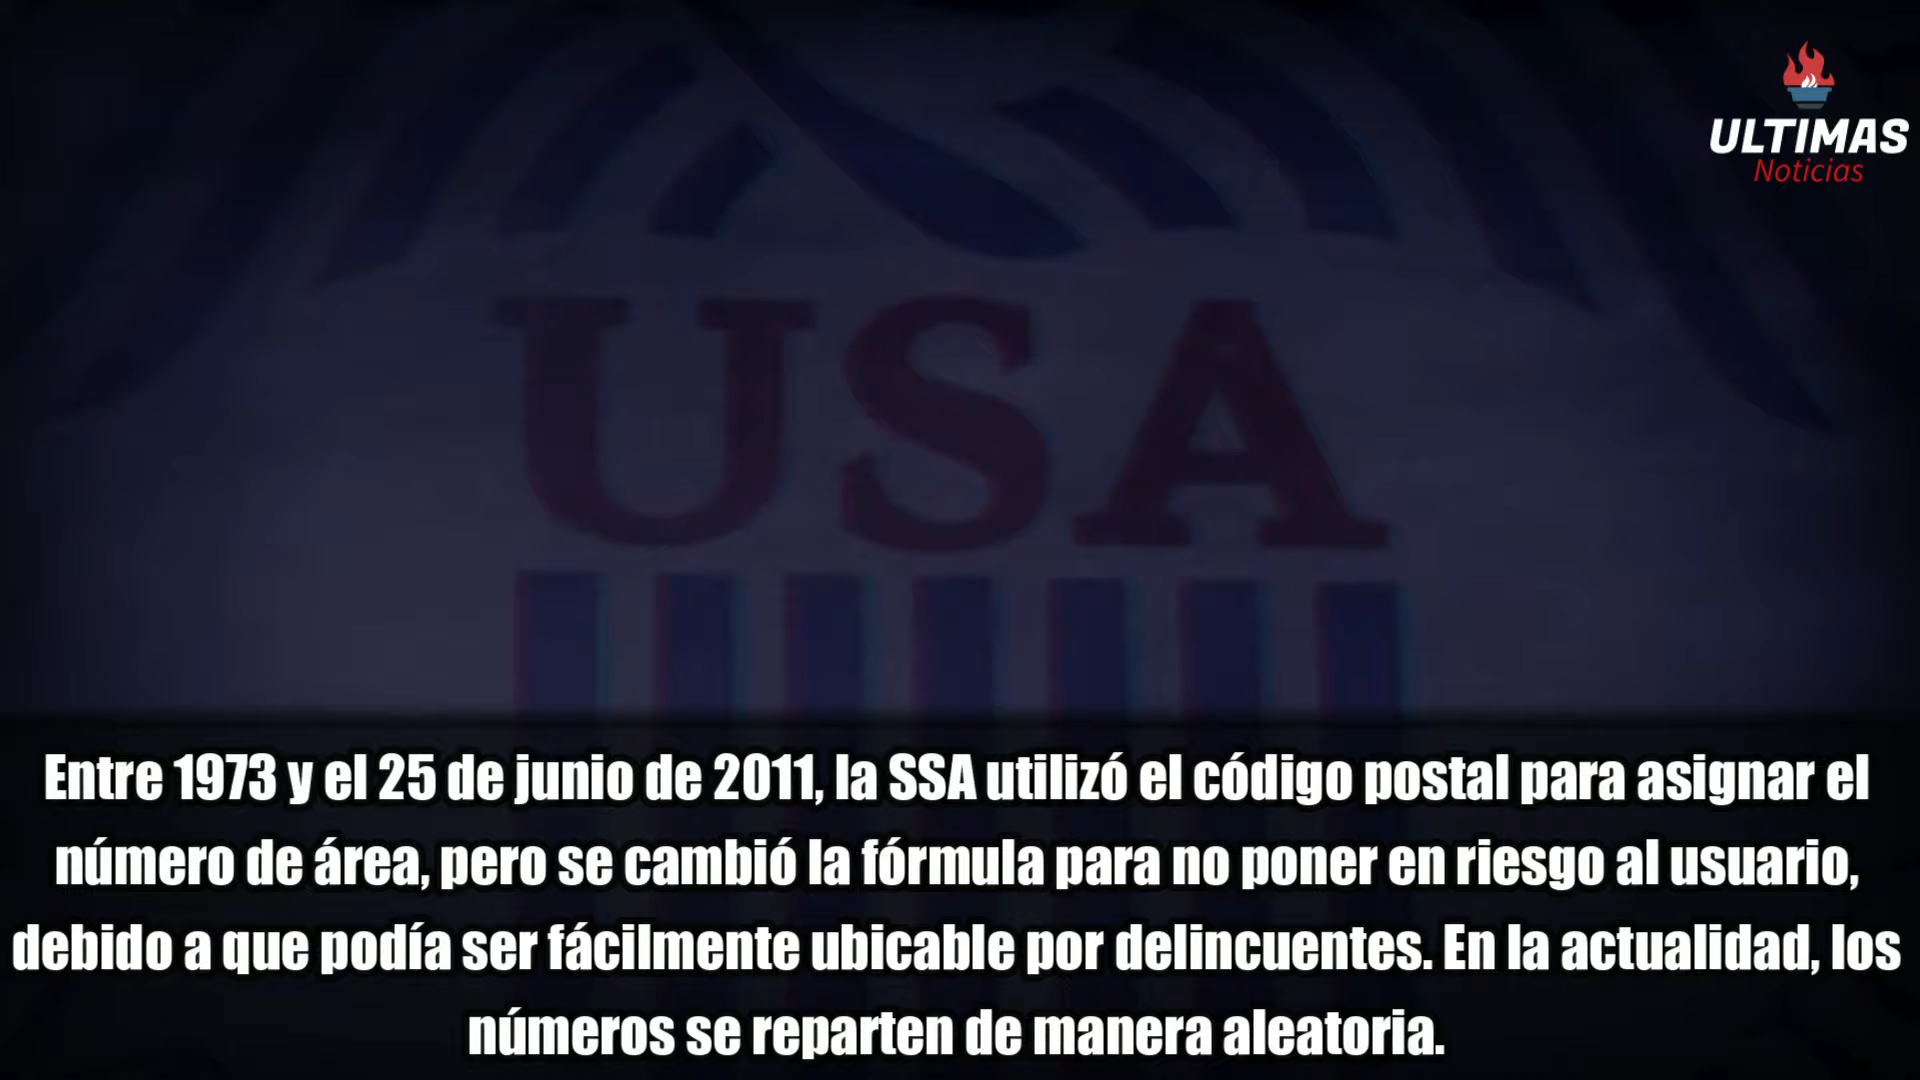 ULTIMAS
Noticias
USA
Entre 1973 y el 25 de junio de 2011, la SSA utilizó el código postal para asignar el
número de área, pero se cambió la fórmula para no poner en riesgo al usuario,
debido a que podía ser fácilmente ubicable por delincuentes. En la actualidad, los
números se reparten de manera aleatoria.